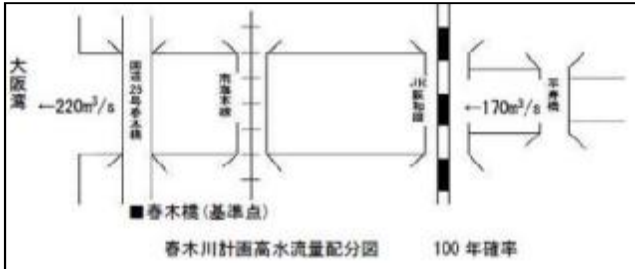 大阪湾
←220m³/s
国道26号春木橋
南海本線
JR阪和線
←170m³/s
■春木橋(基準点)
春木川計画高水流量配分図 100年確率